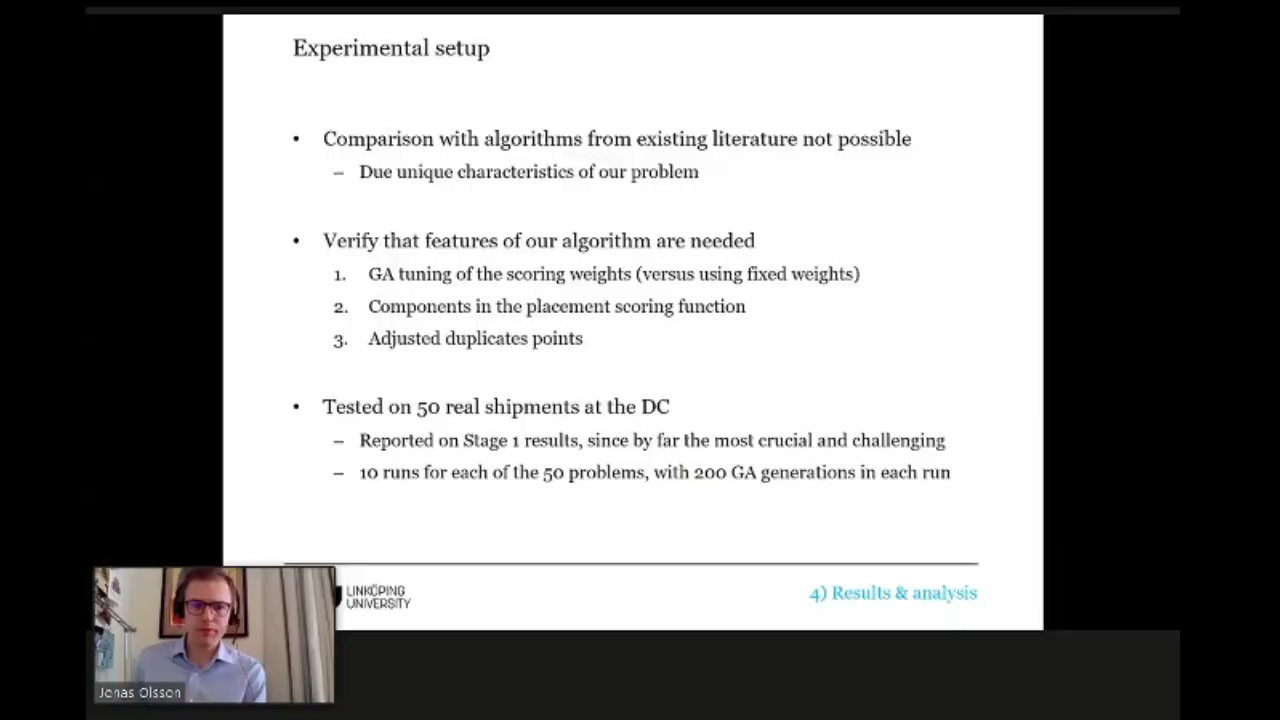 Experimental setup
• Comparison with algorithms from existing literature not possible
– Due unique characteristics of our problem
• Verify that features of our algorithm are needed
1. GA tuning of the scoring weights (versus using fixed weights)
2. Components in the placement scoring function
3. Adjusted duplicates points
• Tested on 50 real shipments at the DC
– Reported on Stage 1 results, since by far the most crucial and challenging
– 10 runs for each of the 50 problems, with 200 GA generations in each run
LINKÖPING
UNIVERSITY
4) Results & analysis
Jonas Olsson